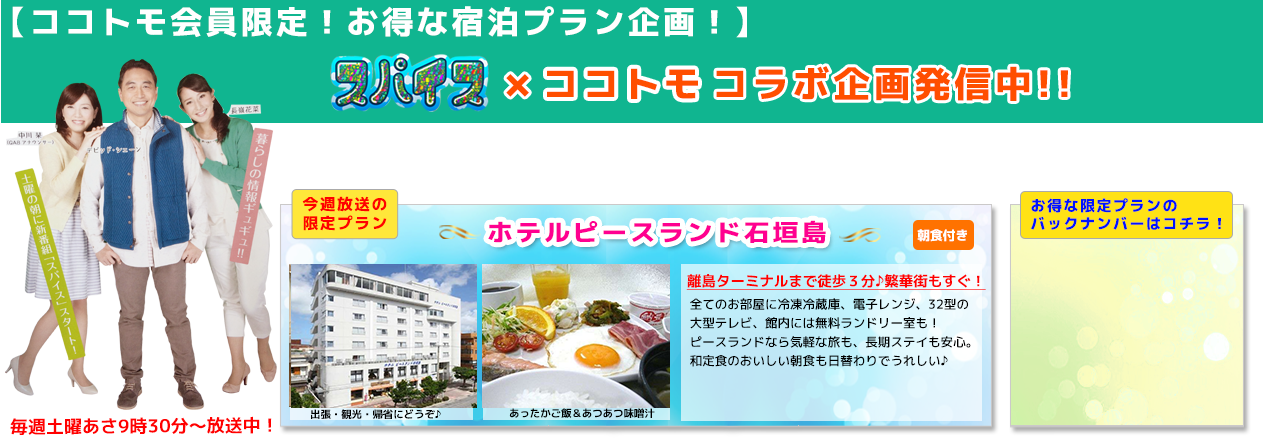 【ココトモ会員限定！お得な宿泊プラン企画！】
スパイス×ココトモ コラボ企画発信中!!
中川 栞
(QABアナウンサー)
デビッド・シェーン
長嶺花菜
土曜の朝に新番組「スパイス」スタート！
暮らしの情報ギュギュ!!
毎週土曜あさ9時30分～放送中！
今週放送の
限定プラン
ホテルピースランド石垣島
朝食付き
出張・観光・帰省にどうぞ♪
あったかご飯＆あつあつ味噌汁
離島ターミナルまで徒歩３分♪繁華街もすぐ！
全てのお部屋に冷凍冷蔵庫、電子レンジ、32型の
大型テレビ、館内には無料ランドリー室も！
ピースランドなら気軽な旅も、長期ステイも安心。
和定食のおいしい朝食も日替わりでうれしい♪
お得な限定プランの
バックナンバーはコチラ！